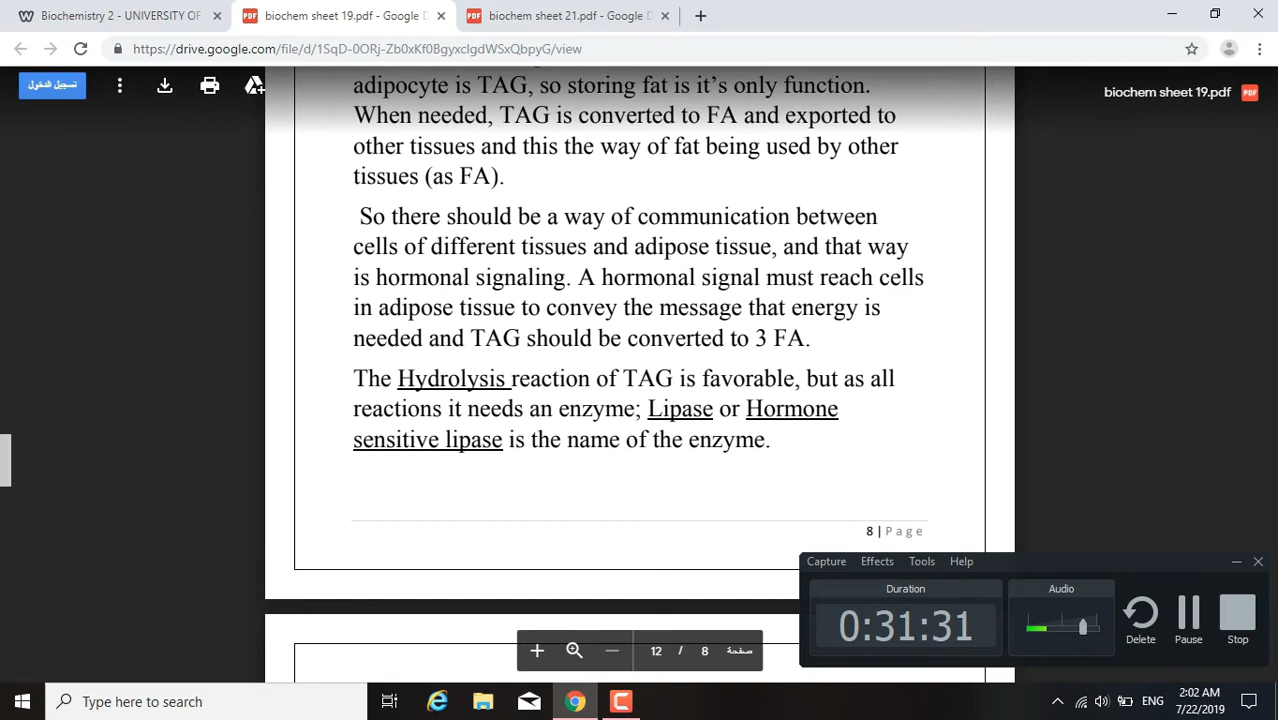 Biochemistry 2 - UNIVERSITY OF
biochem sheet 19.pdf - Google D
biochem sheet 21.pdf - Google D
https://drive.google.com/file/d/1SqD-0ORj-Zb0xKf0BgyxclgdWSxQbpyG/view
تسجيل الدخول
biochem sheet 19.pdf
PDF
adipocyte is TAG, so storing fat is it’s only function.
When needed, TAG is converted to FA and exported to
other tissues and this the way of fat being used by other
tissues (as FA).
So there should be a way of communication between
cells of different tissues and adipose tissue, and that way
is hormonal signaling. A hormonal signal must reach cells
in adipose tissue to convey the message that energy is
needed and TAG should be converted to 3 FA.
The Hydrolysis reaction of TAG is favorable, but as all
reactions it needs an enzyme; Lipase or Hormone
sensitive lipase is the name of the enzyme.
8 | Page
Capture Effects Tools Help
Duration
Audio
0:31:31
Delete
Pause
Stop
12 / 8 صفحة
Type here to search
ENG
2:02 AM
7/22/2019